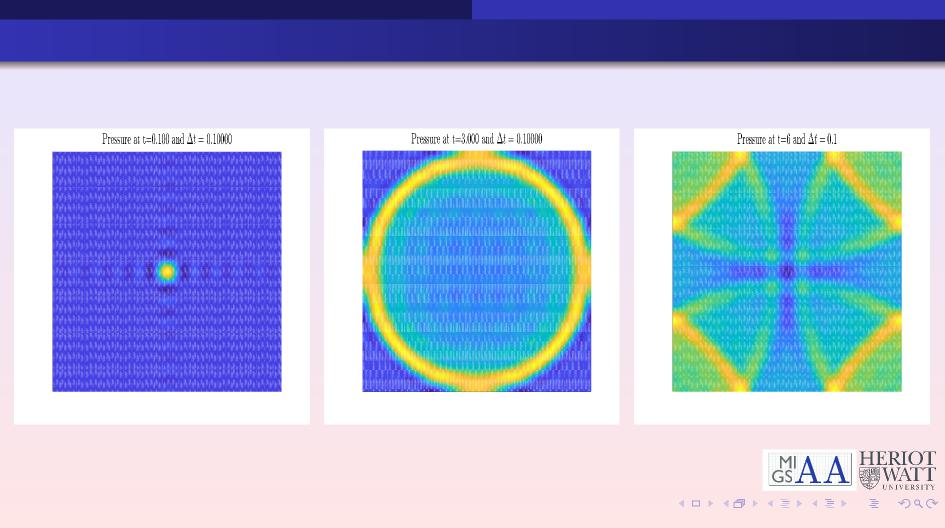 Pressure at t=0.100 and Δt = 0.10000
Pressure at t=3.000 and Δt = 0.10000
Pressure at t=6 and Δt = 0.1
MI
GS
AA
HERIOT
WATT
UNIVERSITY